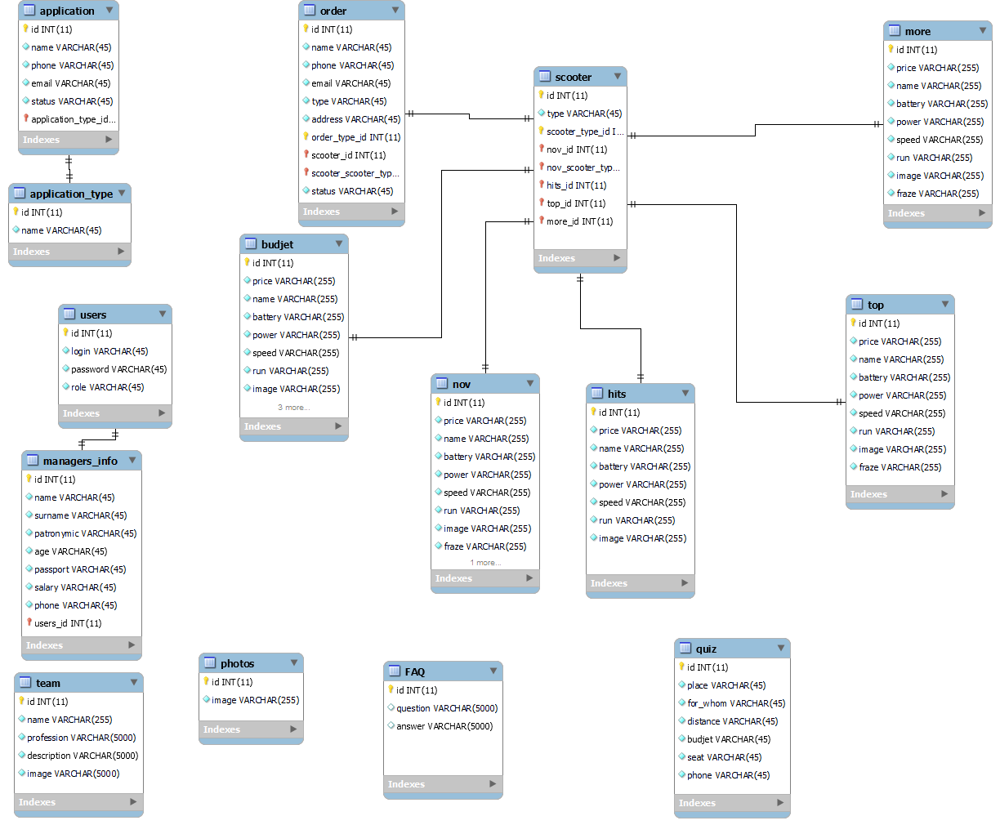 application
id INT(11)
name VARCHAR(45)
phone VARCHAR(45)
email VARCHAR(45)
status VARCHAR(45)
application_type_id...
Indexes
application_type
id INT(11)
name VARCHAR(45)
Indexes
order
id INT(11)
name VARCHAR(45)
phone VARCHAR(45)
email VARCHAR(45)
type VARCHAR(45)
address VARCHAR(45)
order_type_id INT(11)
scooter_id INT(11)
scooter_scooter_typ...
status VARCHAR(45)
Indexes
scooter
id INT(11)
type VARCHAR(45)
scooter_type_id I...
nov_id INT(11)
nov_scooter_typ...
hits_id INT(11)
top_id INT(11)
more_id INT(11)
Indexes
more
id INT(11)
price VARCHAR(255)
name VARCHAR(255)
battery VARCHAR(255)
power VARCHAR(255)
speed VARCHAR(255)
run VARCHAR(255)
image VARCHAR(255)
fraze VARCHAR(255)
Indexes
budjet
id INT(11)
price VARCHAR(255)
name VARCHAR(255)
battery VARCHAR(255)
power VARCHAR(255)
speed VARCHAR(255)
run VARCHAR(255)
image VARCHAR(255)
3 more...
Indexes
users
id INT(11)
login VARCHAR(45)
password VARCHAR(45)
role VARCHAR(45)
Indexes
top
id INT(11)
price VARCHAR(255)
name VARCHAR(255)
battery VARCHAR(255)
power VARCHAR(255)
speed VARCHAR(255)
run VARCHAR(255)
image VARCHAR(255)
fraze VARCHAR(255)
Indexes
nov
id INT(11)
price VARCHAR(255)
name VARCHAR(255)
battery VARCHAR(255)
power VARCHAR(255)
speed VARCHAR(255)
run VARCHAR(255)
image VARCHAR(255)
fraze VARCHAR(255)
1 more...
Indexes
hits
id INT(11)
price VARCHAR(255)
name VARCHAR(255)
battery VARCHAR(255)
power VARCHAR(255)
speed VARCHAR(255)
run VARCHAR(255)
image VARCHAR(255)
Indexes
managers_info
id INT(11)
name VARCHAR(45)
surname VARCHAR(45)
patronymic VARCHAR(45)
age VARCHAR(45)
passport VARCHAR(45)
salary VARCHAR(45)
phone VARCHAR(45)
users_id INT(11)
Indexes
team
id INT(11)
name VARCHAR(255)
profession VARCHAR(5000)
description VARCHAR(5000)
image VARCHAR(5000)
Indexes
photos
id INT(11)
image VARCHAR(255)
Indexes
FAQ
id INT(11)
question VARCHAR(5000)
answer VARCHAR(5000)
Indexes
quiz
id INT(11)
place VARCHAR(45)
for_whom VARCHAR(45)
distance VARCHAR(45)
budjet VARCHAR(45)
seat VARCHAR(45)
phone VARCHAR(45)
Indexes